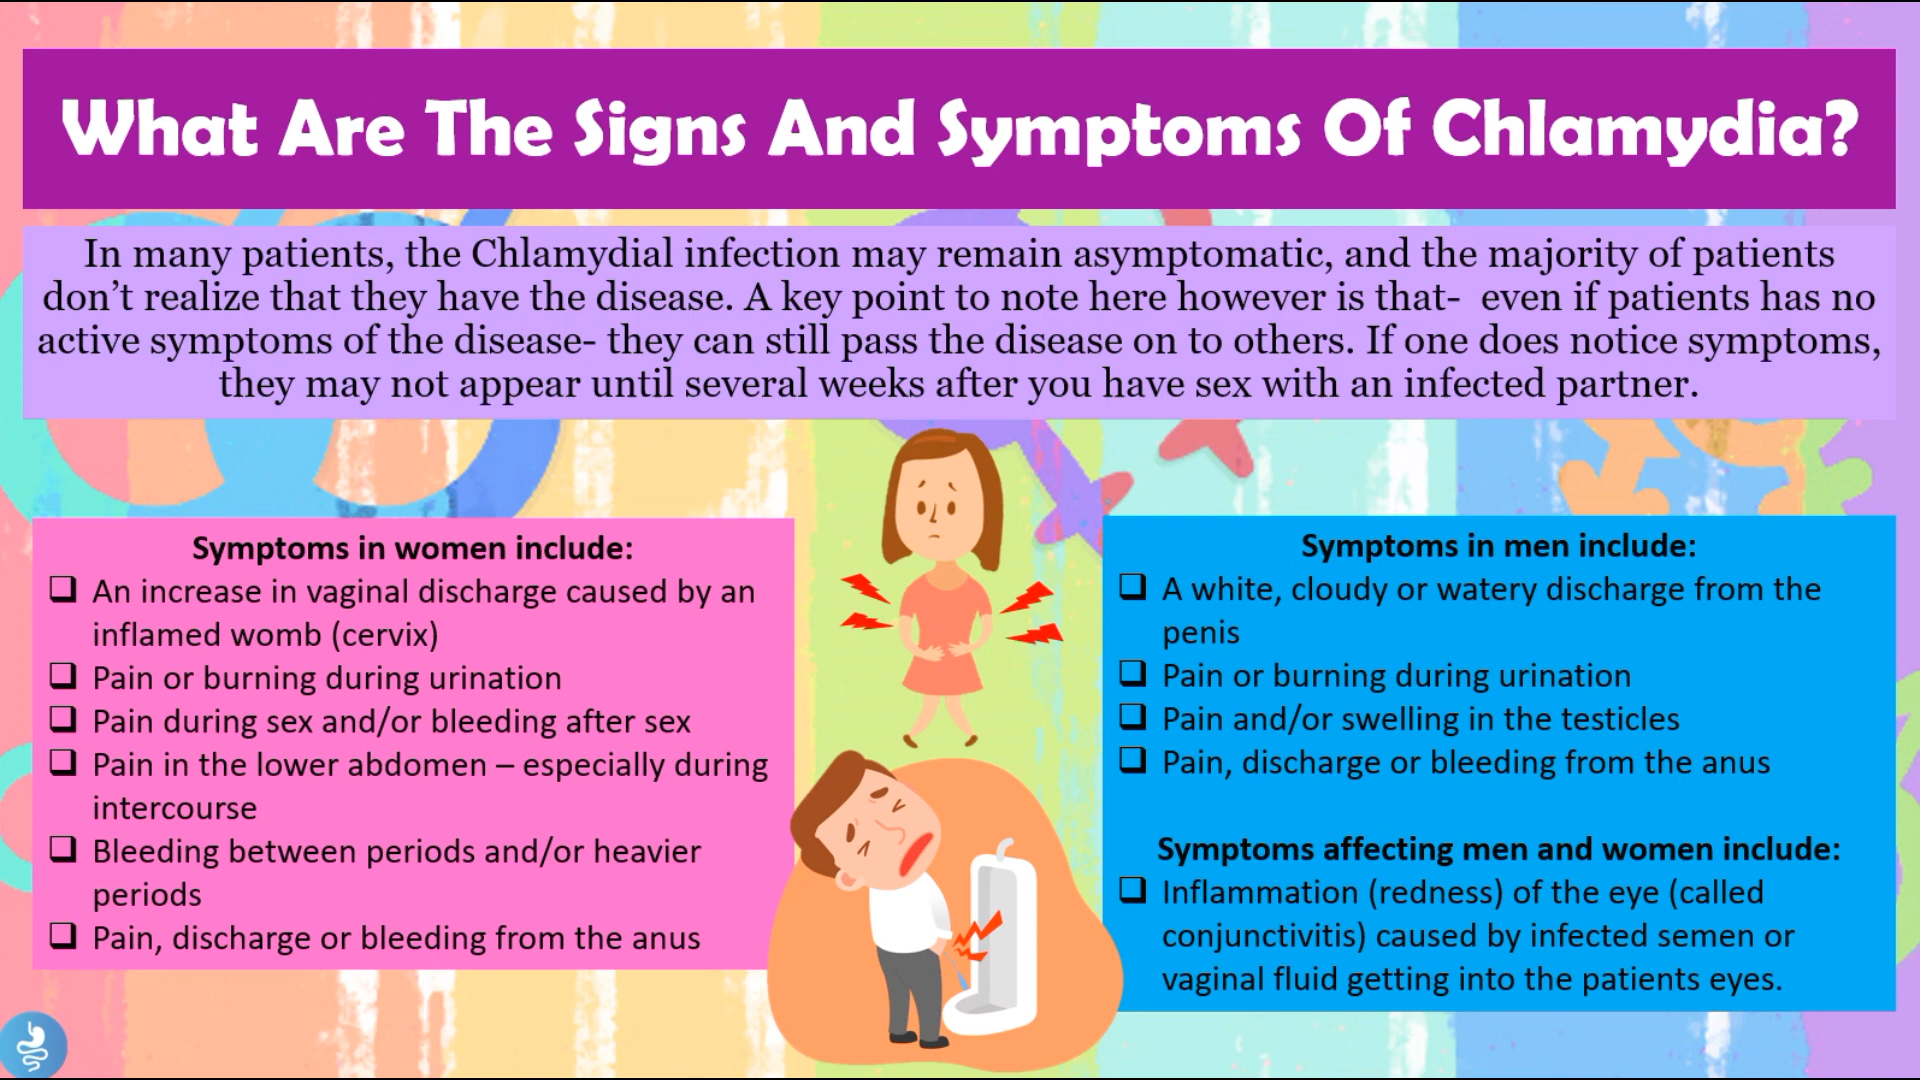 What Are The Signs And Symptoms Of Chlamydia?
In many patients, the Chlamydial infection may remain asymptomatic, and the majority of patients
don’t realize that they have the disease. A key point to note here however is that-  even if patients has no
active symptoms of the disease- they can still pass the disease on to others. If one does notice symptoms,
they may not appear until several weeks after you have sex with an infected partner.
Symptoms in women include:
❑ An increase in vaginal discharge caused by an
inflamed womb (cervix)
❑ Pain or burning during urination
❑ Pain during sex and/or bleeding after sex
❑ Pain in the lower abdomen – especially during
intercourse
❑ Bleeding between periods and/or heavier
periods
❑ Pain, discharge or bleeding from the anus
Symptoms in men include:
❑ A white, cloudy or watery discharge from the
penis
❑ Pain or burning during urination
❑ Pain and/or swelling in the testicles
❑ Pain, discharge or bleeding from the anus
Symptoms affecting men and women include:
❑ Inflammation (redness) of the eye (called
conjunctivitis) caused by infected semen or
vaginal fluid getting into the patients eyes.